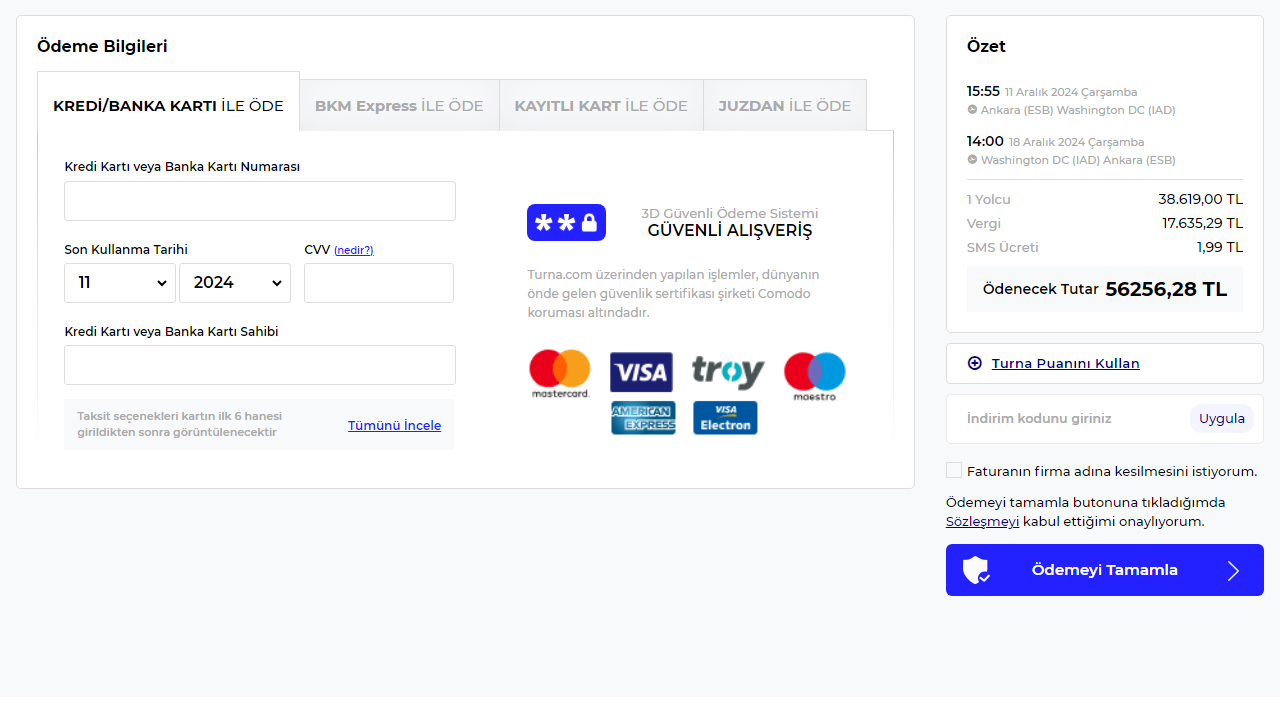 Ödeme Bilgileri
KREDİ/BANKA KARTI İLE ÖDE
BKM Express İLE ÖDE
KAYITLI KART İLE ÖDE
JUZDAN İLE ÖDE
Kredi Kartı veya Banka Kartı Numarası
Son Kullanma Tarihi
CVV (nedir?)
11
2024
Kredi Kartı veya Banka Kartı Sahibi
Taksit seçenekleri kartın ilk 6 hanesi
girildikten sonra görüntülenecektir
Tümünü İncele
**
3D Güvenli Ödeme Sistemi
GÜVENLİ ALIŞVERİŞ
Turna.com üzerinden yapılan işlemler, dünyanın
önde gelen güvenlik sertifikası şirketi Comodo
koruması altındadır.
mastercard.
VISA
troy
maestro
AMERICAN
EXPRESS
VISA
Electron
Özet
15:55 11 Aralık 2024 Çarşamba
Ankara (ESB) Washington DC (IAD)
14:00 18 Aralık 2024 Çarşamba
Washington DC (IAD) Ankara (ESB)
1 Yolcu 38.619,00 TL
Vergi 17.635,29 TL
SMS Ücreti 1,99 TL
Ödenecek Tutar 56256,28 TL
Turna Puanını Kullan
İndirim kodunu giriniz
Uygula
Faturanın firma adına kesilmesini istiyorum.
Ödemeyi tamamla butonuna tıkladığımda
Sözleşmeyi kabul ettiğimi onaylıyorum.
Ödemeyi Tamamla